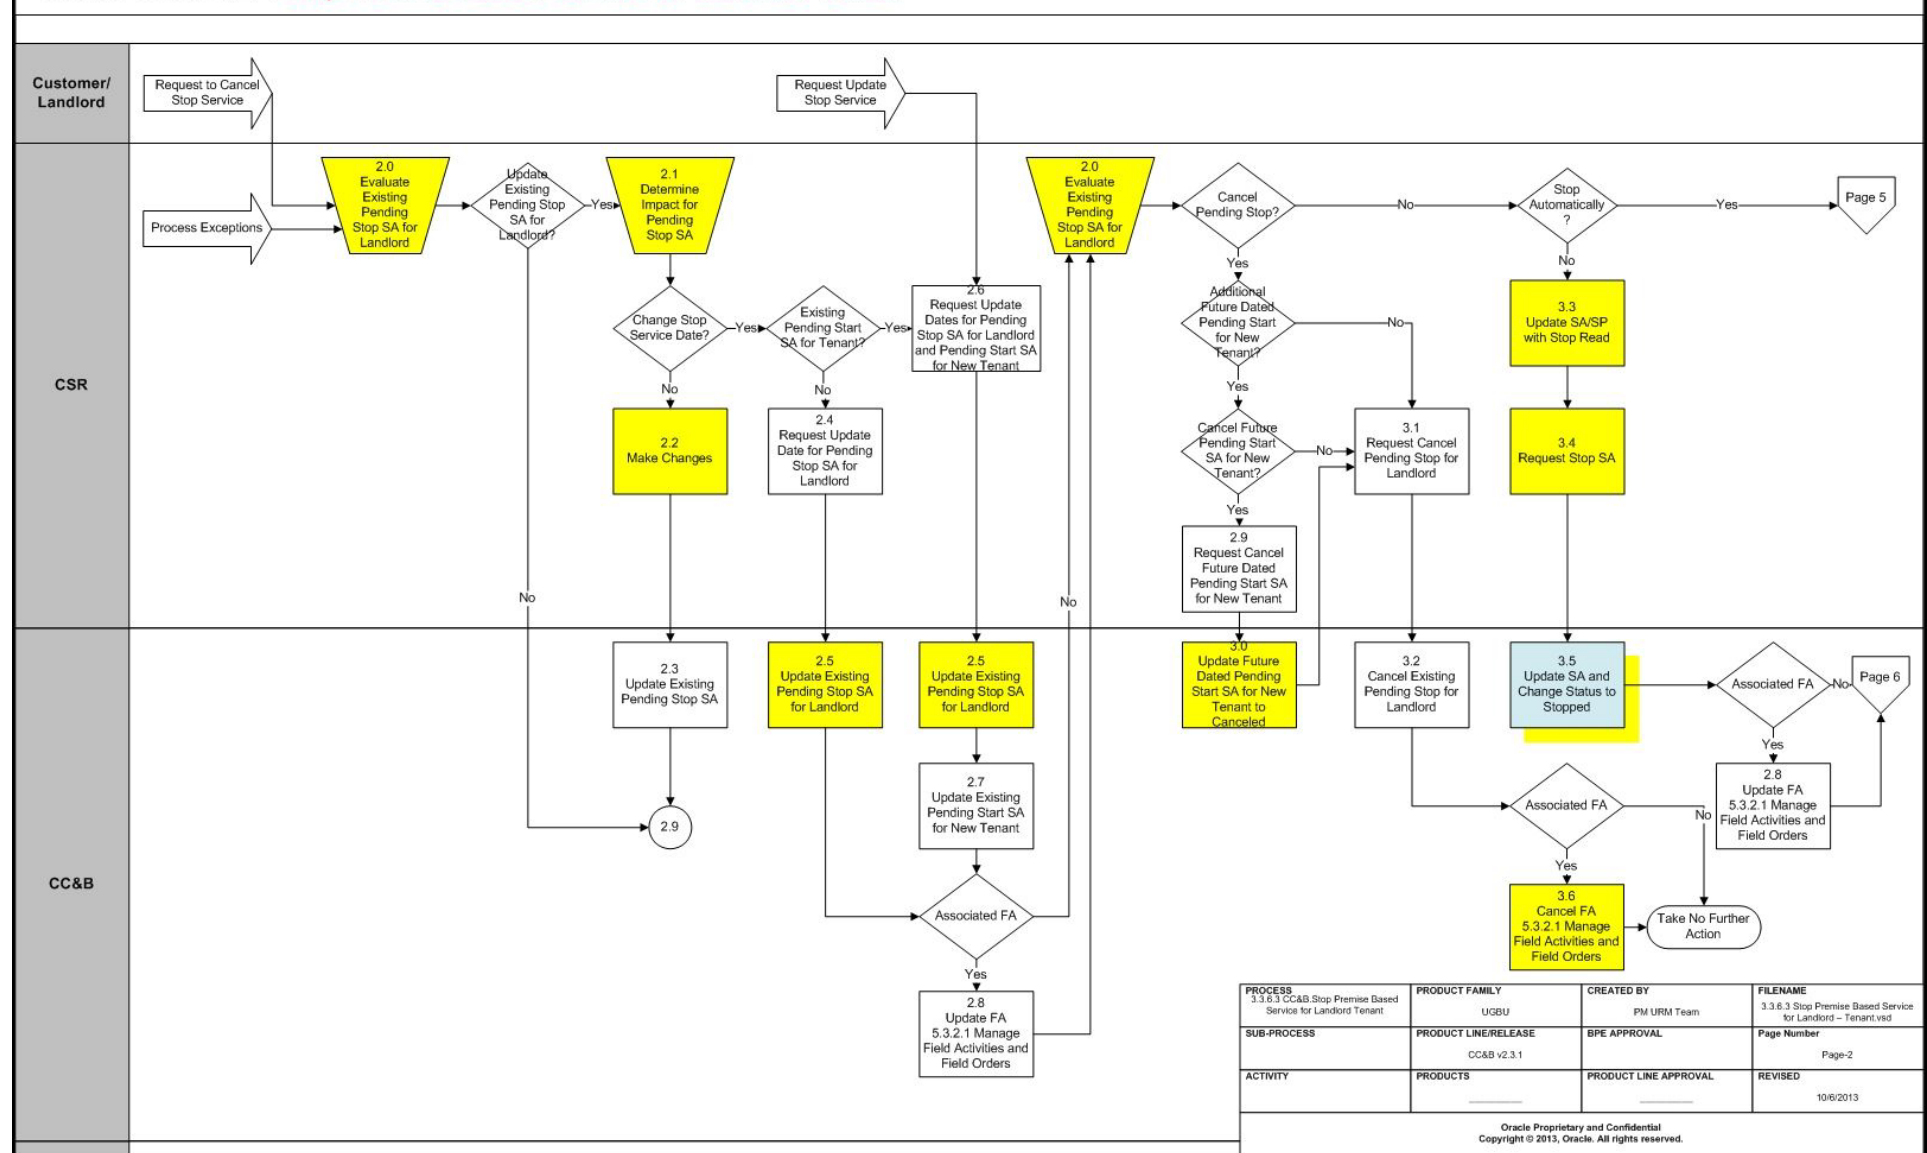 Customer/
Landlord
Request to Cancel
Stop Service
Request Update
Stop Service
CSR
Process Exceptions
2.0
Evaluate
Existing
Pending
Stop SA for
Landlord
Update
Existing
Pending Stop
SA for
Landlord?
Yes
No
2.1
Determine
Impact for
Pending
Stop SA
Change Stop
Service Date?
Yes
No
Existing
Pending Start
SA for Tenant?
Yes
No
2.6
Request Update
Dates for Pending
Stop SA for Landlord
and Pending Start SA
for New Tenant
2.2
Make Changes
2.4
Request Update
Date for Pending
Stop SA for
Landlord
2.0
Evaluate
Existing
Pending
Stop SA for
Landlord
No
Cancel
Pending Stop?
No
Yes
Stop
Automatically
?
Yes
No
Page 5
Additional
Future Dated
Pending Start
for New
Tenant?
No
Yes
Cancel Future
Pending Start
SA for New
Tenant?
No
Yes
3.1
Request Cancel
Pending Stop for
Landlord
3.3
Update SA/SP
with Stop Read
3.4
Request Stop SA
2.9
Request Cancel
Future Dated
Pending Start SA
for New Tenant
CC&B
2.3
Update Existing
Pending Stop SA
2.9
2.5
Update Existing
Pending Stop SA
for Landlord
2.5
Update Existing
Pending Stop SA
for Landlord
2.7
Update Existing
Pending Start SA
for New Tenant
Associated FA
Yes
2.8
Update FA
5.3.2.1 Manage
Field Activities and
Field Orders
3.0
Update Future
Dated Pending
Start SA for New
Tenant to
Canceled
3.2
Cancel Existing
Pending Stop for
Landlord
3.5
Update SA and
Change Status to
Stopped
Associated FA
No
Page 6
Yes
2.8
Update FA
5.3.2.1 Manage
Field Activities and
Field Orders
Associated FA
No
Yes
3.6
Cancel FA
5.3.2.1 Manage
Field Activities and
Field Orders
Take No Further
Action
PROCESS
3.3.6.3 CC&B.Stop Premise Based
Service for Landlord Tenant
PRODUCT FAMILY
UGBU
CREATED BY
PM URM Team
FILENAME
3.3.6.3 Stop Premise Based Service
for Landlord – Tenant.vsd
SUB-PROCESS
PRODUCT LINE/RELEASE
CC&B v2.3.1
BPE APPROVAL
Page Number
Page-2
ACTIVITY
PRODUCTS
PRODUCT LINE APPROVAL
REVISED
10/6/2013
Oracle Proprietary and Confidential
Copyright © 2013, Oracle. All rights reserved.